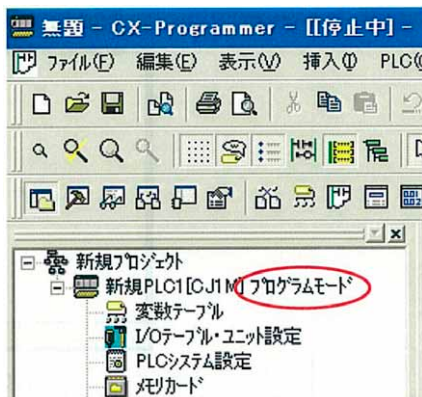 無題 - CX-Programmer - [[停止中] -
ファイル(F) 編集(E) 表示(V) 挿入(I) PLC(
新規プロジェクト
新規PLC1[CJ1M] プログラムモード
変数テーブル
I/Oテーブル・ユニット設定
PLCシステム設定
メモリカード